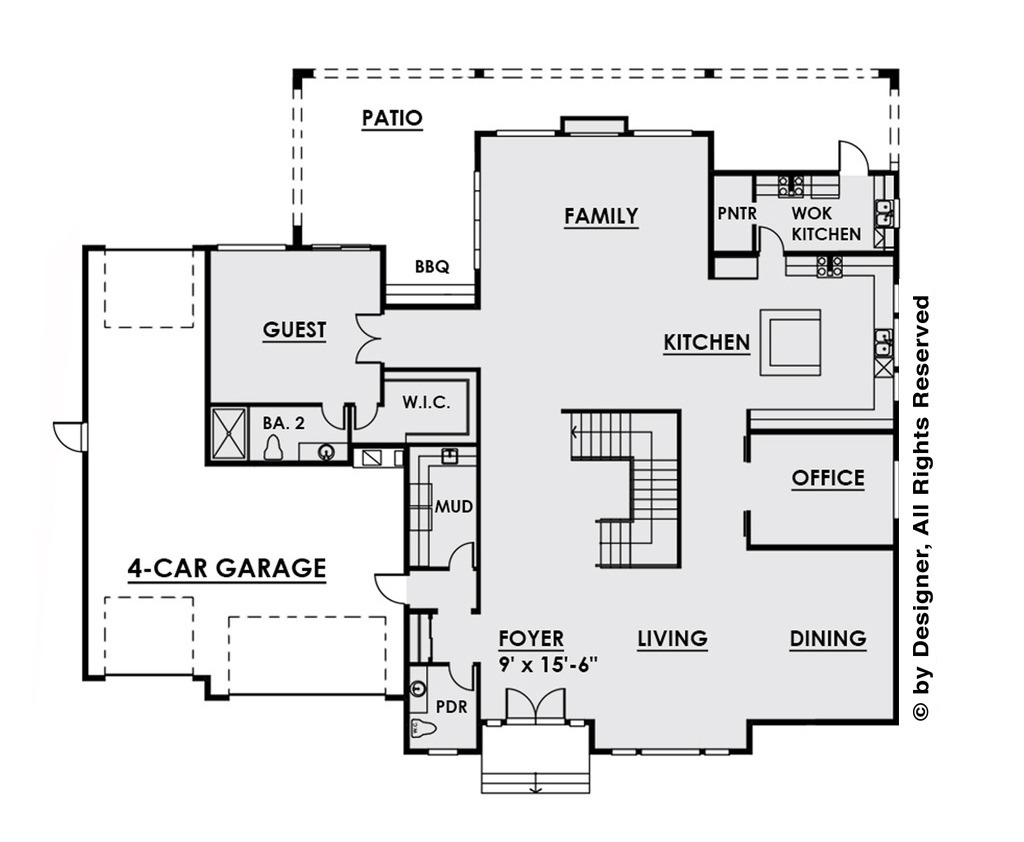 PATIO
FAMILY
PNTR
WOK
KITCHEN
BBQ
GUEST
KITCHEN
W.I.C.
BA. 2
OFFICE
MUD
4-CAR GARAGE
FOYER
9' x 15'-6"
LIVING
DINING
PDR
W.C.
© by Designer, All Rights Reserved